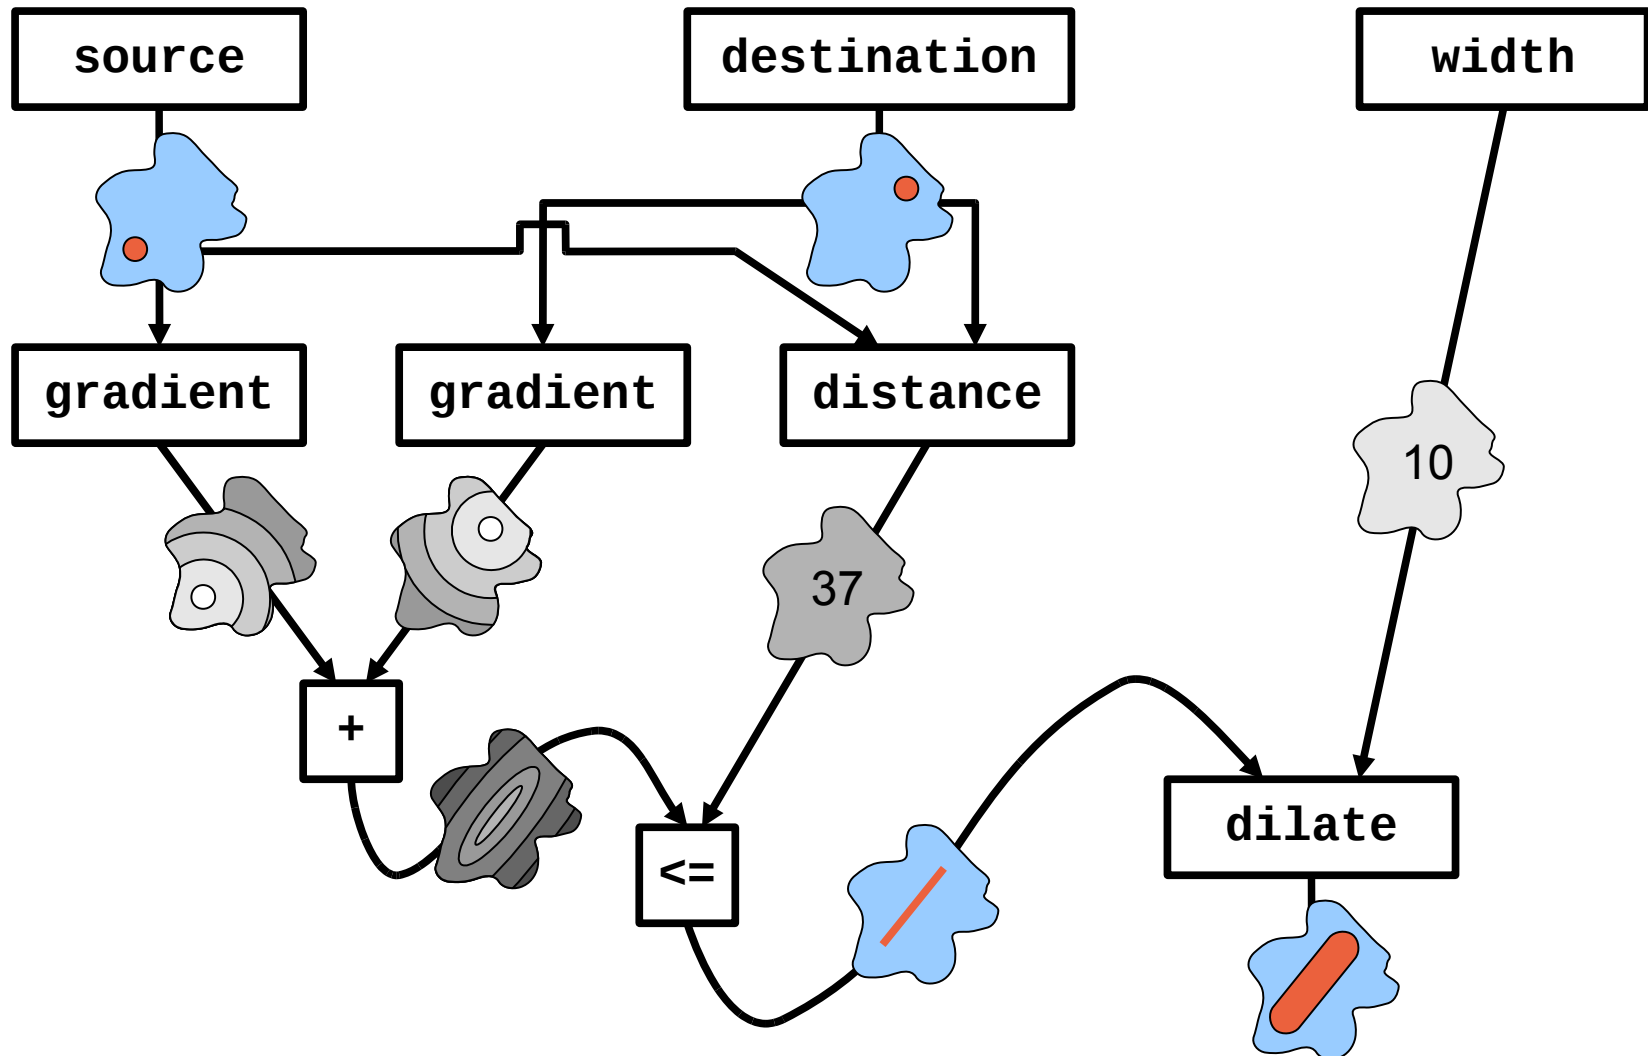 source
destination
width
gradient
gradient
distance
10
37
+
<=
dilate